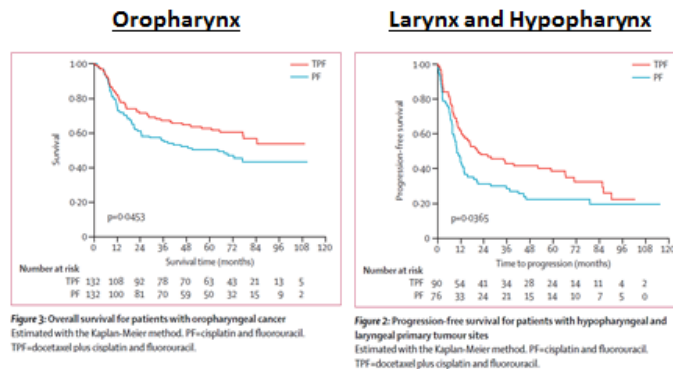 Oropharynx
1·00
0·80
0·60
0·40
0·20
0
Survival
TPF
PF
p=0·0453
0 12 24 36 48 60 72 84 96 108 120
Survival time (months)
Number at risk
TPF 132 108 92 78 70 63 43 21 13 5
PF 132 100 81 70 59 50 32 15 9 2
Figure 3: Overall survival for patients with oropharyngeal cancer
Estimated with the Kaplan-Meier method. PF=cisplatin and fluorouracil.
TPF=docetaxel plus cisplatin and fluorouracil.
Larynx and Hypopharynx
1·00
0·80
0·60
0·40
0·20
0
Progression-free survival
TPF
PF
p=0·0365
0 12 24 36 48 60 72 84 96 108 120
Time to progression (months)
Number at risk
TPF 90 54 41 34 28 24 14 11 4 2
PF 76 33 24 21 15 14 10 7 5 0
Figure 2: Progression-free survival for patients with hypopharyngeal and
laryngeal primary tumour sites
Estimated with the Kaplan-Meier method. PF=cisplatin and fluorouracil.
TPF=docetaxel plus cisplatin and fluorouracil.